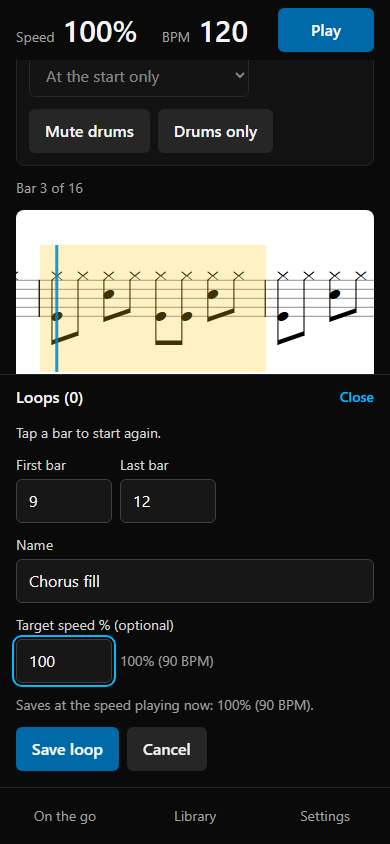 Speed 100% BPM 120 Play
At the start only
Mute drums Drums only
Bar 3 of 16
Loops (0) Close
Tap a bar to start again.
First bar Last bar
9 12
Name
Chorus fill
Target speed % (optional)
100 100% (90 BPM)
Saves at the speed playing now: 100% (90 BPM).
Save loop Cancel
On the go Library Settings